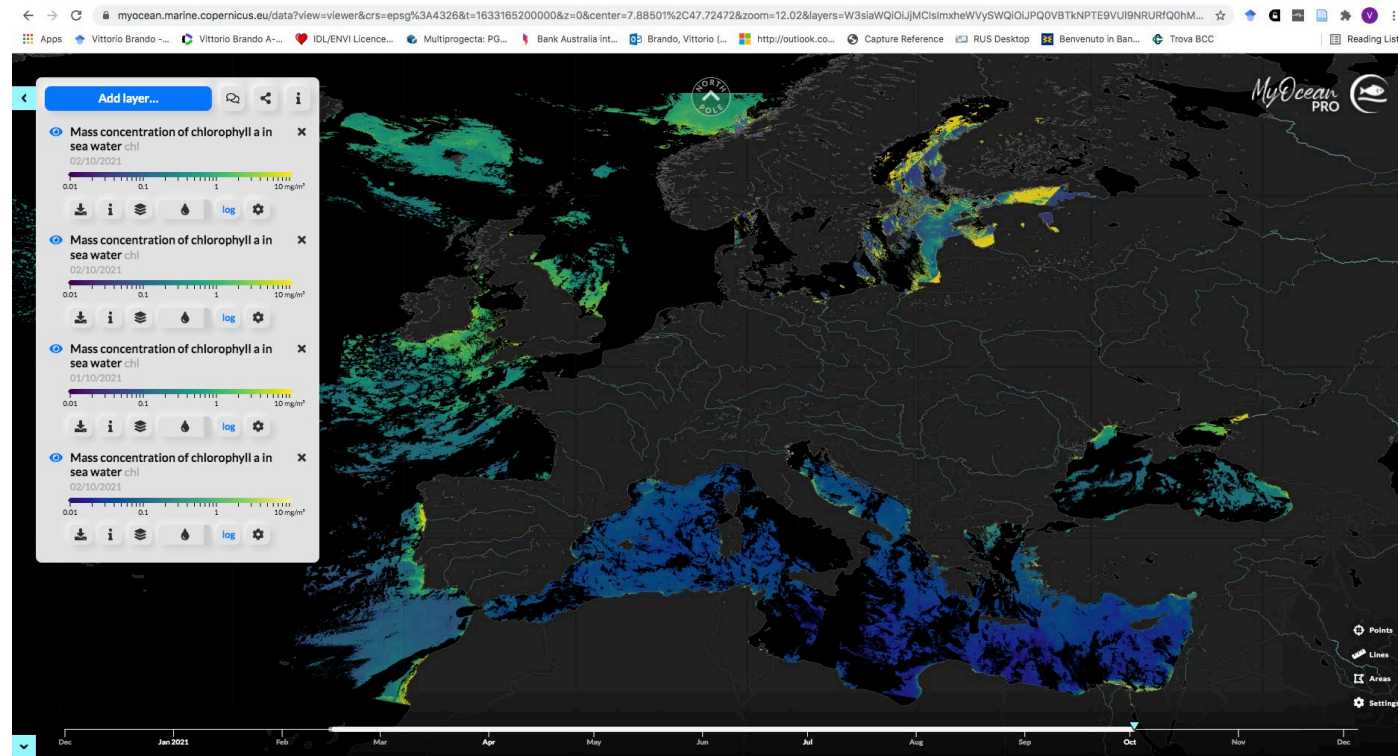 myocean.marine.copernicus.eu/data?view=viewer&crs=epsg%3A4326&t=1633165200000&z=0&center=7.88501%2C47.72472&zoom=12.02&layers=W3siaWQiOiJjMCIsImxheWVySWQiOiJPQ0VBTkNPTE9VUl9NRURfQ0hM...
Apps Vittorio Brando -... Vittorio Brando A-... IDL/ENVI Licence... Multiprogecta: PG... Bank Australia int... Brando, Vittorio (... http://outlook.co... Capture Reference RUS Desktop Benvenuto in Ban... Trova BCC Reading List
V
Add layer...
i
NORTH
POLE
MyOcean
PRO
Mass concentration of chlorophyll a in
sea water chl
02/10/2021
0.01 0.1 1 10 mg/m³
i log
Mass concentration of chlorophyll a in
sea water chl
02/10/2021
0.01 0.1 1 10 mg/m³
i log
Mass concentration of chlorophyll a in
sea water chl
01/10/2021
0.01 0.1 1 10 mg/m³
i log
Mass concentration of chlorophyll a in
sea water chl
02/10/2021
0.01 0.1 1 10 mg/m³
i log
Points
Lines
Areas
Settings
Dec Jan 2021 Feb Mar Apr May Jun Jul Aug Sep Oct Nov Dec